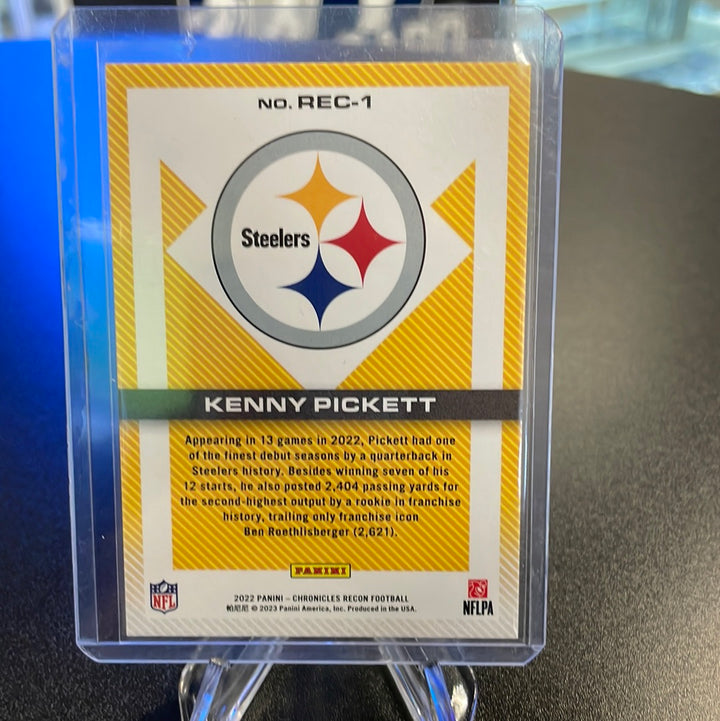 NO. REC-1
Steelers
KENNY PICKETT
Appearing in 13 games in 2022, Pickett had one
of the finest debut seasons by a quarterback in
Steelers history. Besides winning seven of his
12 starts, he also posted 2,404 passing yards for
the second-highest output by a rookie in franchise
history, trailing only franchise icon
Ben Roethlisberger (2,621).
PANINI
NFL
2022 PANINI – CHRONICLES RECON FOOTBALL
帕尼尼 © 2023 Panini America, Inc. Produced in the USA.
NFLPA